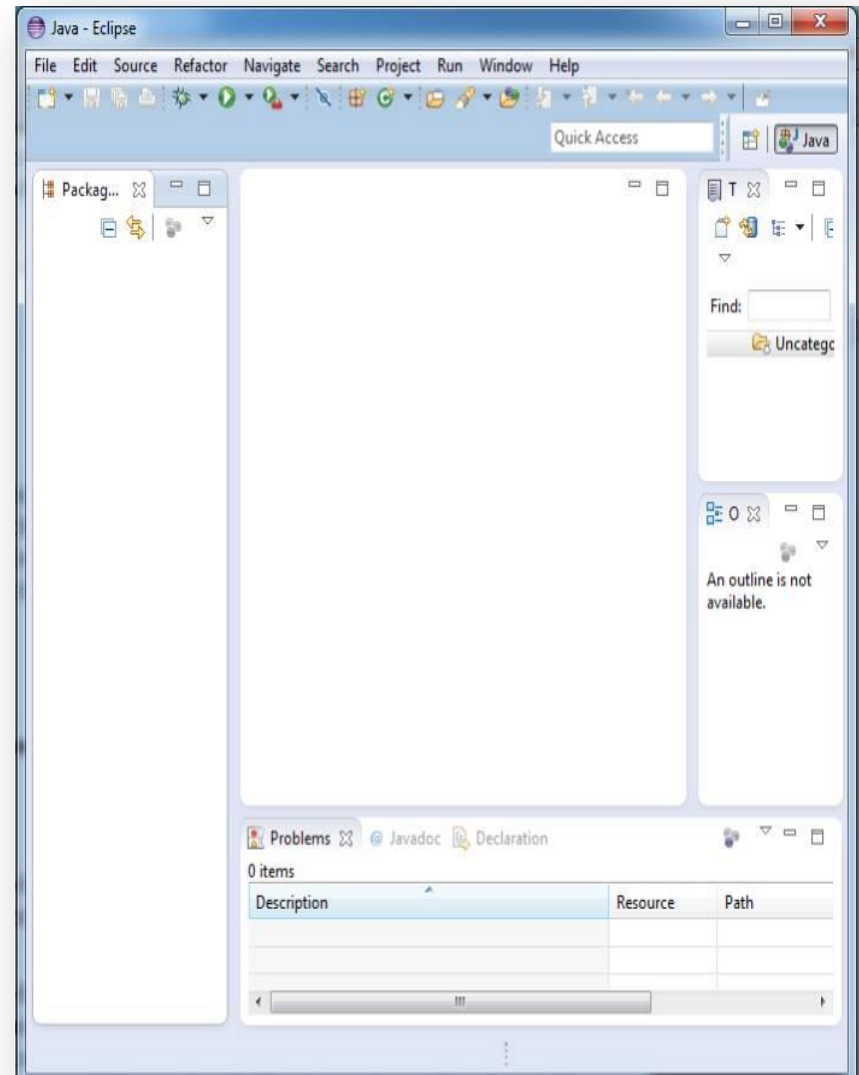 Java - Eclipse
File Edit Source Refactor Navigate Search Project Run Window Help
Quick Access
Java
Packag...
T
Find:
Uncatego
O
An outline is not
available.
Problems @ Javadoc Declaration
0 items
Description Resource Path